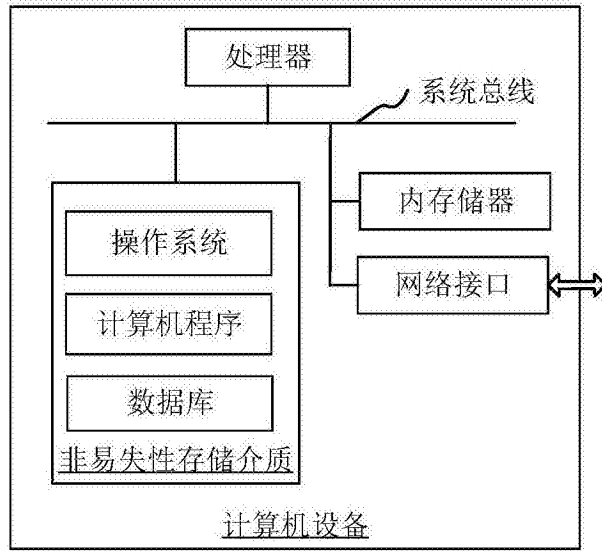 处理器
系统总线
内存储器
操作系统
网络接口
计算机程序
数据库
非易失性存储介质
计算机设备